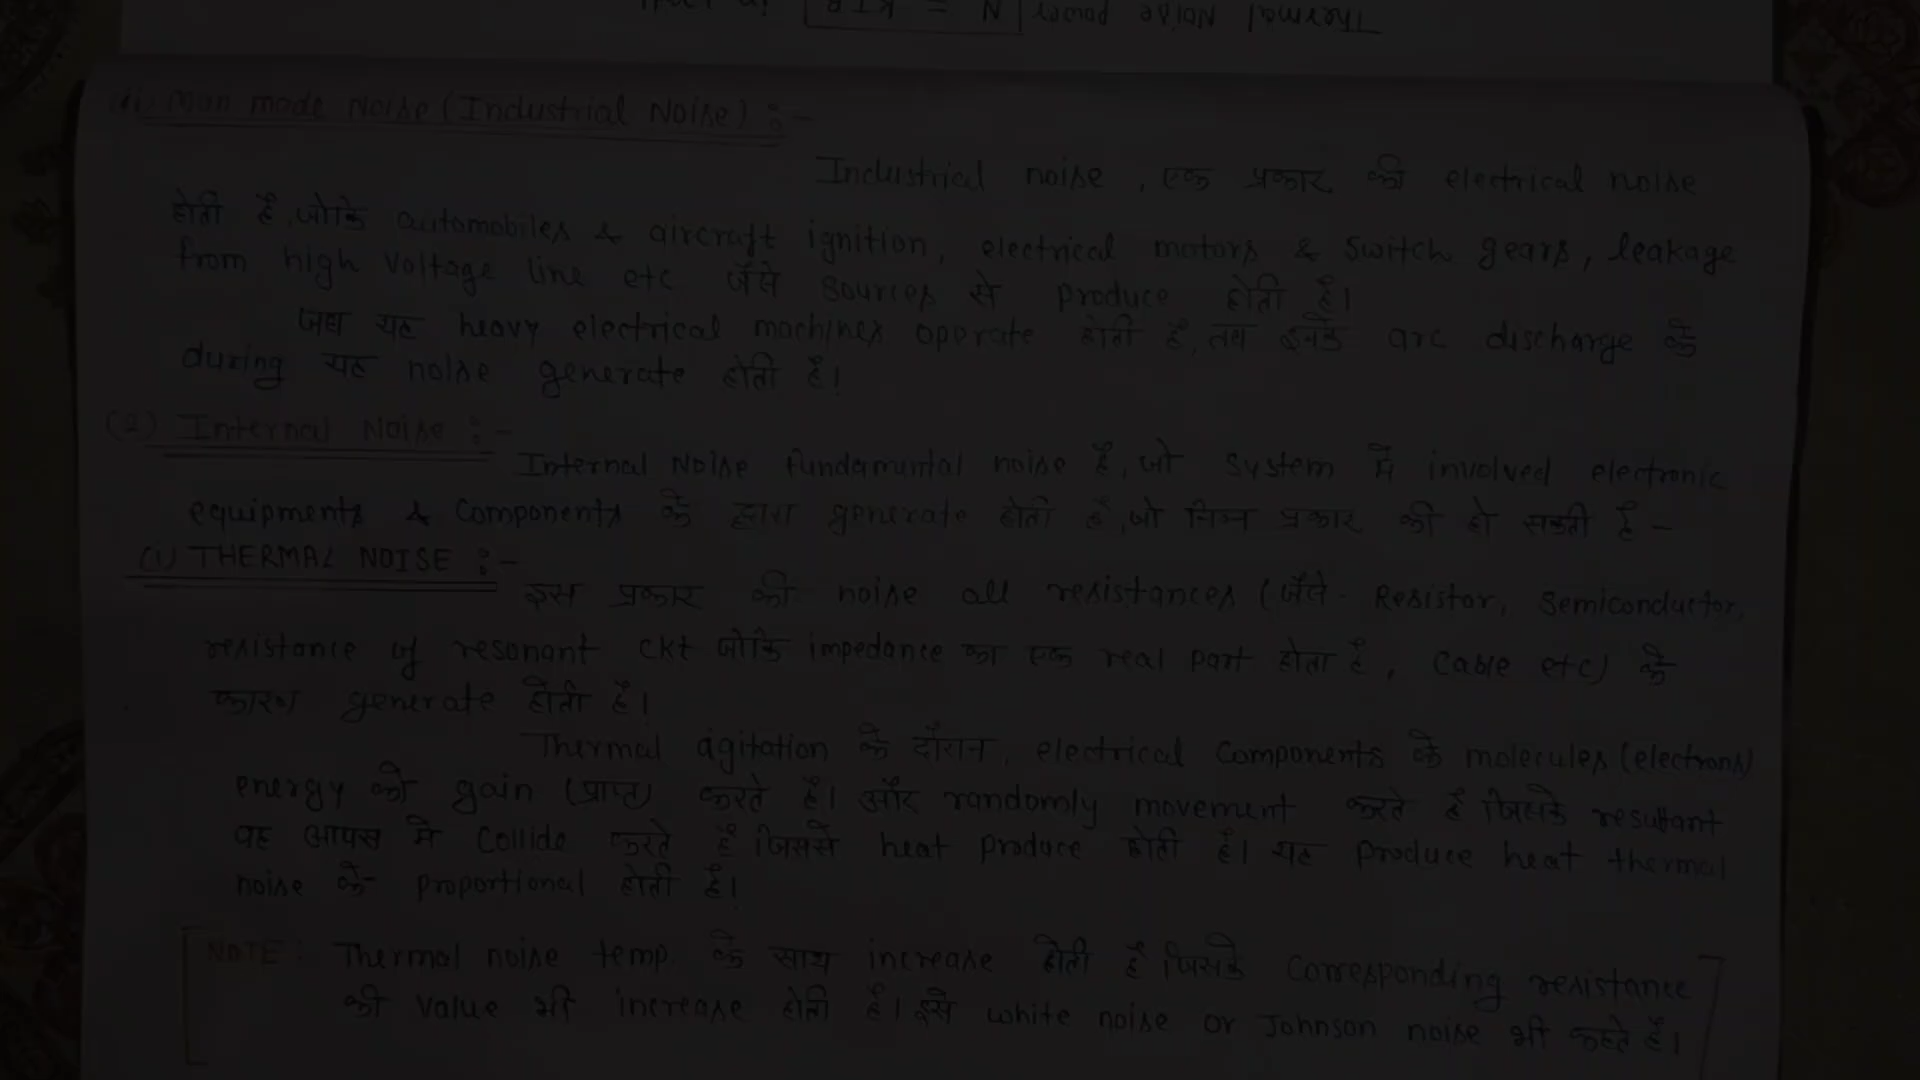 Thermal Noise power N = KTB
(ii) Man made Noise (Industrial Noise) :-
Industrical noise , एक प्रकार की electrical noise
होती है, जोकि automobiles & aircraft ignition, electrical motors & Switch gears, leakage
from high voltage line etc जैसे sources से produce होती है।
जब यह heavy electrical machines operate होती है, तब इनके arc discharge के
during यह noise generate होती है।
(2) Internal Noise :-
Internal Noise fundamental noise है, जो system में involved electronic
equipments & Components के द्वारा generate होती है, जो निम्न प्रकार की हो सकती है -
(i) THERMAL NOISE :-
इस प्रकार की noise all resistances (जैसे- Resistor, Semiconductor,
resistance of resonant ckt जोकि impedance का एक real part होता है, Cable etc) के
कारण generate होती है।
Thermal agitation के दौरान, electrical components के molecules (electrons)
energy को gain (प्राप्त) करते है। और randomly movement करते है जिसके resultant
वह आपस में collide करते है जिससे heat produce होती है। यह produce heat thermal
noise के proportional होती है।
NOTE : Thermal noise temp. के साथ increase होती है जिसके Corresponding resistance
की value भी increase होती है। इसे white noise or Johnson noise भी कहते है।